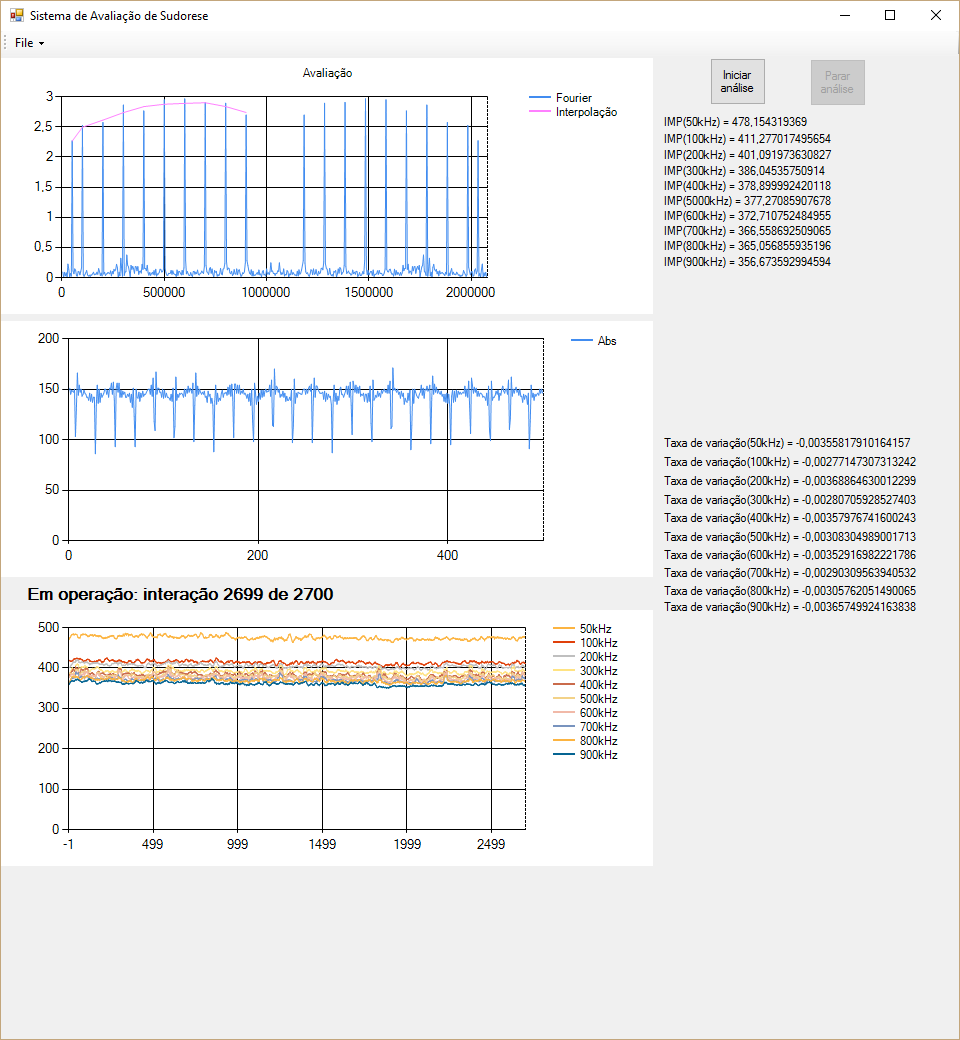 Sistema de Avaliação de Sudorese
File
Avaliação
3
2,5
2
1,5
1
0,5
0
0 500000 1000000 1500000 2000000
Fourier
Interpolação
Iniciar análise
Parar análise
IMP(50kHz) = 478,154319369
IMP(100kHz) = 411,277017495654
IMP(200kHz) = 401,091973630827
IMP(300kHz) = 386,04535750914
IMP(400kHz) = 378,899992420118
IMP(5000kHz) = 377,27085907678
IMP(600kHz) = 372,710752484955
IMP(700kHz) = 366,558692509065
IMP(800kHz) = 365,056855935196
IMP(900kHz) = 356,673592994594
200
150
100
50
0
0 200 400
Abs
Taxa de variação(50kHz) = -0,00355817910164157
Taxa de variação(100kHz) = -0,00277147307313242
Taxa de variação(200kHz) = -0,00368864630012299
Taxa de variação(300kHz) = -0,00280705928527403
Taxa de variação(400kHz) = -0,00357976741600243
Taxa de variação(500kHz) = -0,00308304989001713
Taxa de variação(600kHz) = -0,00352916982221786
Taxa de variação(700kHz) = -0,00290309563940532
Taxa de variação(800kHz) = -0,00305762051490065
Taxa de variação(900kHz) = -0,00365749924163838
Em operação: interação 2699 de 2700
500
400
300
200
100
0
-1 499 999 1499 1999 2499
50kHz
100kHz
200kHz
300kHz
400kHz
500kHz
600kHz
700kHz
800kHz
900kHz